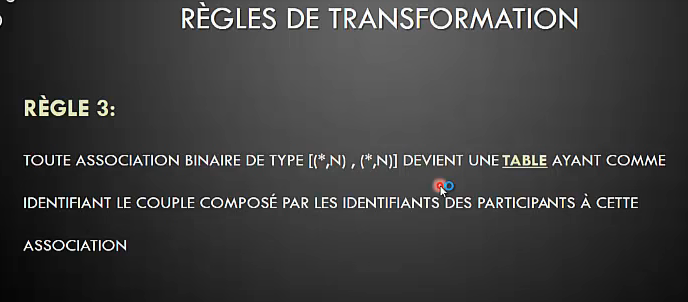 RÈGLES DE TRANSFORMATION
RÈGLE 3:
TOUTE ASSOCIATION BINAIRE DE TYPE [(*,N) , (*,N)] DEVIENT UNE TABLE AYANT COMME
IDENTIFIANT LE COUPLE COMPOSÉ PAR LES IDENTIFIANTS DES PARTICIPANTS À CETTE
ASSOCIATION